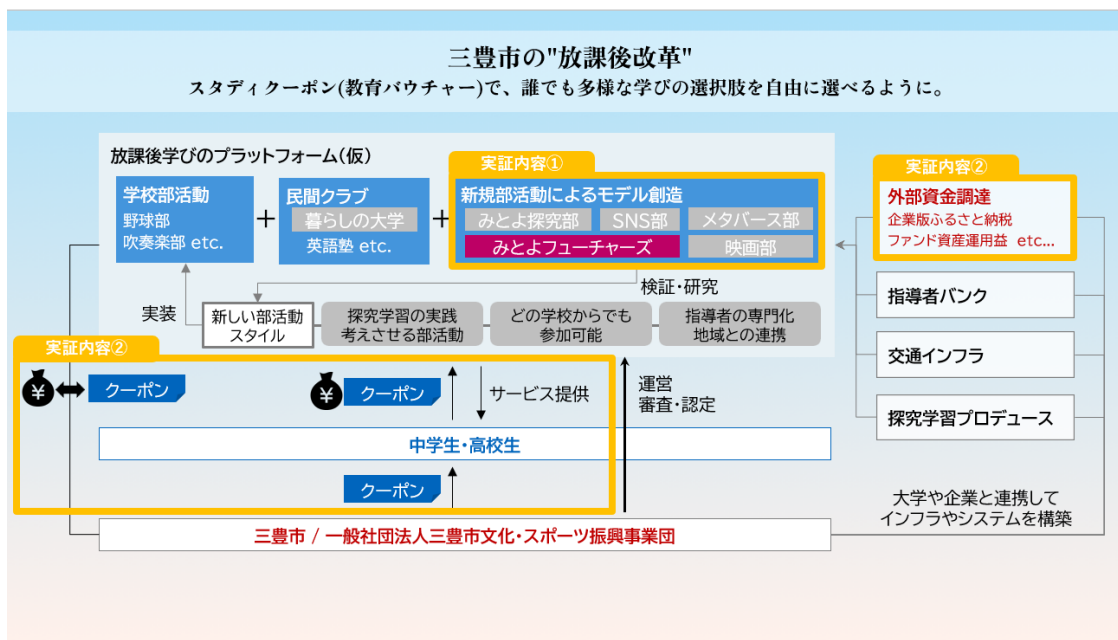 三豊市の"放課後改革"
スタディクーポン(教育バウチャー)で、誰でも多様な学びの選択肢を自由に選べるように。
放課後学びのプラットフォーム(仮)
実証内容①
実証内容②
学校部活動
野球部
吹奏楽部 etc.
+
民間クラブ
暮らしの大学
英語塾 etc.
+
新規部活動によるモデル創造
みとよ探究部
SNS部
メタバース部
みとよフューチャーズ
映画部
外部資金調達
企業版ふるさと納税
ファンド資産運用益 etc...
検証・研究
指導者バンク
実装
新しい部活動
スタイル
探究学習の実践
考えさせる部活動
どの学校からでも
参加可能
指導者の専門化
地域との連携
交通インフラ
実証内容②
¥
クーポン
¥
クーポン
サービス提供
運営
審査・認定
探究学習プロデュース
中学生・高校生
クーポン
大学や企業と連携して
インフラやシステムを構築
三豊市 / 一般社団法人三豊市文化・スポーツ振興事業団